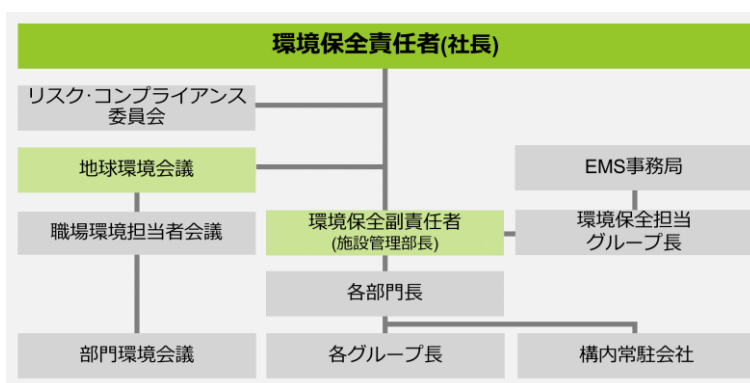 環境保全責任者(社長)
リスク･コンプライアンス
委員会
地球環境会議
EMS事務局
職場環境担当者会議
環境保全副責任者
(施設管理部長)
環境保全担当
グループ長
各部門長
部門環境会議
各グループ長
構内常駐会社